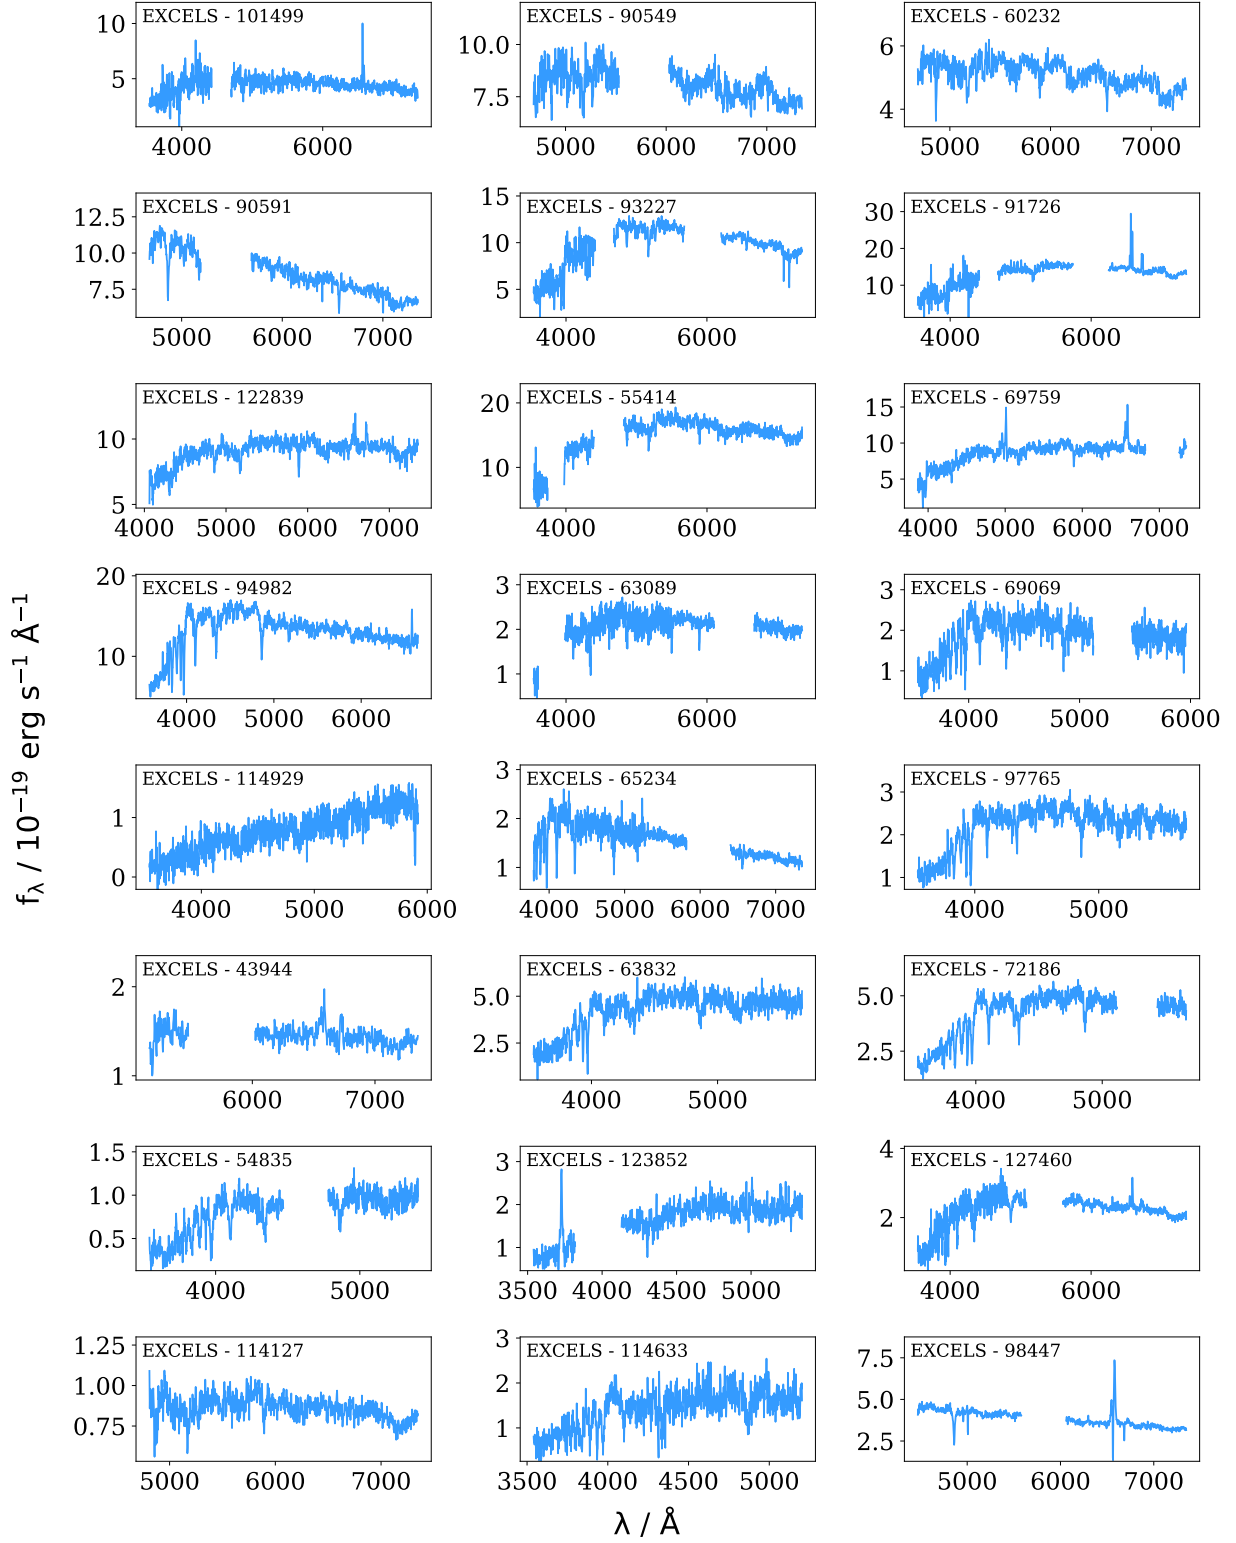 EXCELS - 101499
10
5
4000 6000
EXCELS - 90549
10.0
7.5
5000 6000 7000
EXCELS - 60232
6
4
5000 6000 7000
EXCELS - 90591
12.5
10.0
7.5
5000 6000 7000
EXCELS - 93227
15
10
5
4000 6000
EXCELS - 91726
30
20
10
4000 6000
EXCELS - 122839
10
5
4000 5000 6000 7000
EXCELS - 55414
20
10
4000 6000
EXCELS - 69759
15
10
5
4000 5000 6000 7000
EXCELS - 94982
20
10
4000 5000 6000
EXCELS - 63089
3
2
1
4000 6000
EXCELS - 69069
3
2
1
4000 5000 6000
EXCELS - 114929
1
0
4000 5000 6000
EXCELS - 65234
3
2
1
4000 5000 6000 7000
EXCELS - 97765
3
2
1
4000 5000
EXCELS - 43944
2
1
6000 7000
EXCELS - 63832
5.0
2.5
4000 5000
EXCELS - 72186
5.0
2.5
4000 5000
EXCELS - 54835
1.5
1.0
0.5
4000 5000
EXCELS - 123852
3
2
1
3500 4000 4500 5000
EXCELS - 127460
4
2
4000 6000
EXCELS - 114127
1.25
1.00
0.75
5000 6000 7000
EXCELS - 114633
3
2
1
3500 4000 4500 5000
EXCELS - 98447
7.5
5.0
2.5
5000 6000 7000
f_λ / 10⁻¹⁹ erg s⁻¹ Å⁻¹
λ / Å